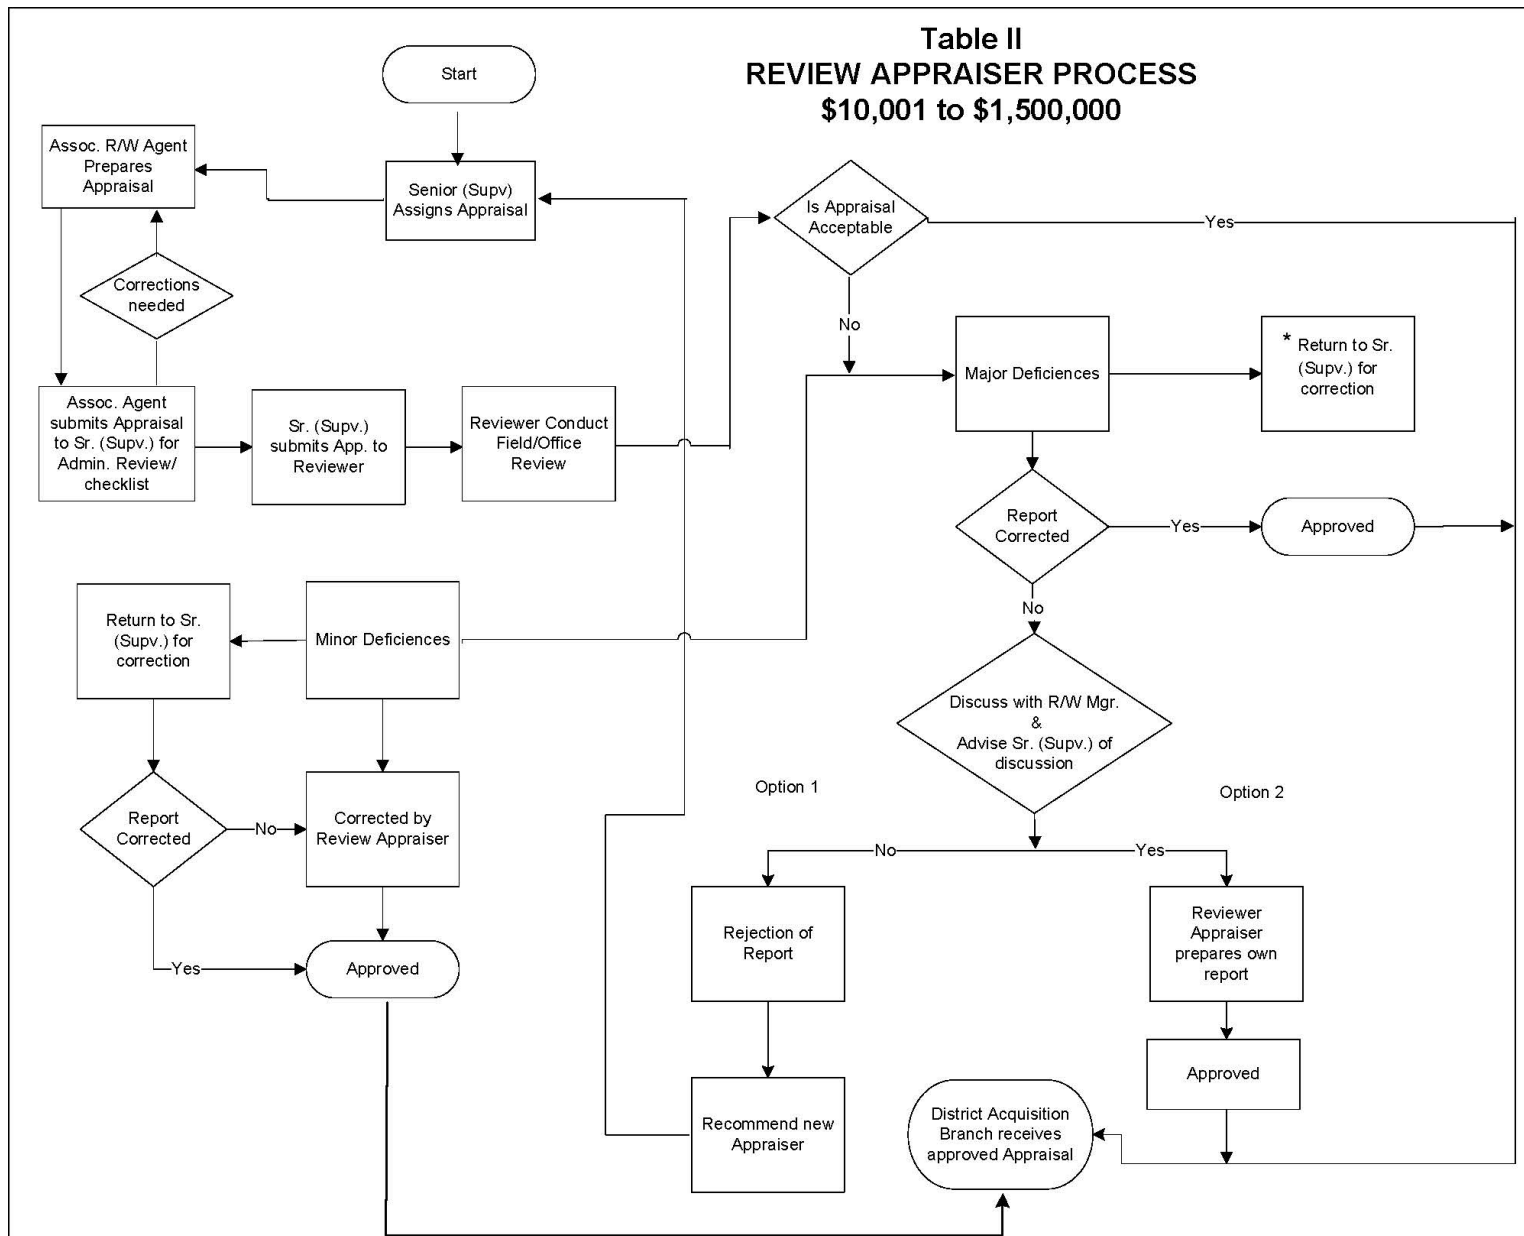 Table II
REVIEW APPRAISER PROCESS
$10,001 to $1,500,000
Start
Assoc. R/W Agent
Prepares
Appraisal
Senior (Supv)
Assigns Appraisal
Is Appraisal
Acceptable
Yes
Corrections
needed
No
Major Deficiences
* Return to Sr.
(Supv.) for
correction
Assoc. Agent
submits Appraisal
to Sr. (Supv.) for
Admin. Review/
checklist
Sr. (Supv.)
submits App. to
Reviewer
Reviewer Conduct
Field/Office
Review
Report
Corrected
Yes
Approved
No
Return to Sr.
(Supv.) for
correction
Minor Deficiences
Discuss with R/W Mgr.
&
Advise Sr. (Supv.) of
discussion
Option 1
Option 2
Report
Corrected
No
Corrected by
Review Appraiser
No
Yes
Rejection of
Report
Reviewer
Appraiser
prepares own
report
Yes
Approved
Approved
Recommend new
Appraiser
District Acquisition
Branch receives
approved Appraisal